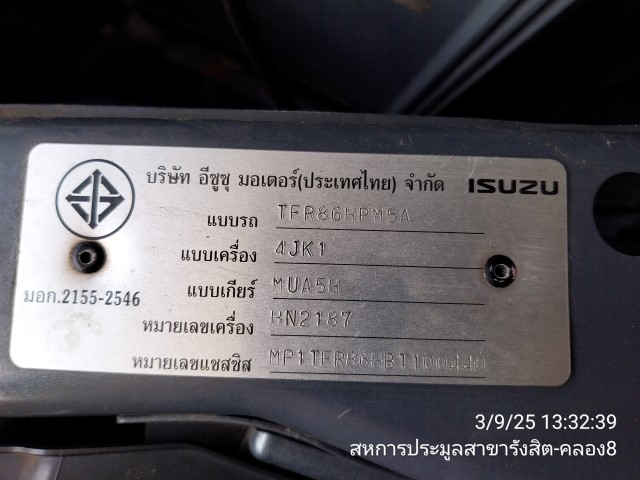 บริษัท อีซูซุ มอเตอร์(ประเทศไทย) จำกัด ISUZU
แบบรถ TFR86HPM5A
แบบเครื่อง 4JK1
มอก.2155-2546 แบบเกียร์ MUA5H
หมายเลขเครื่อง HN2187
หมายเลขแชสซิส MP1TFR86HBT100440
3/9/25 13:32:39
สหการประมูลสาขารังสิต-คลอง8